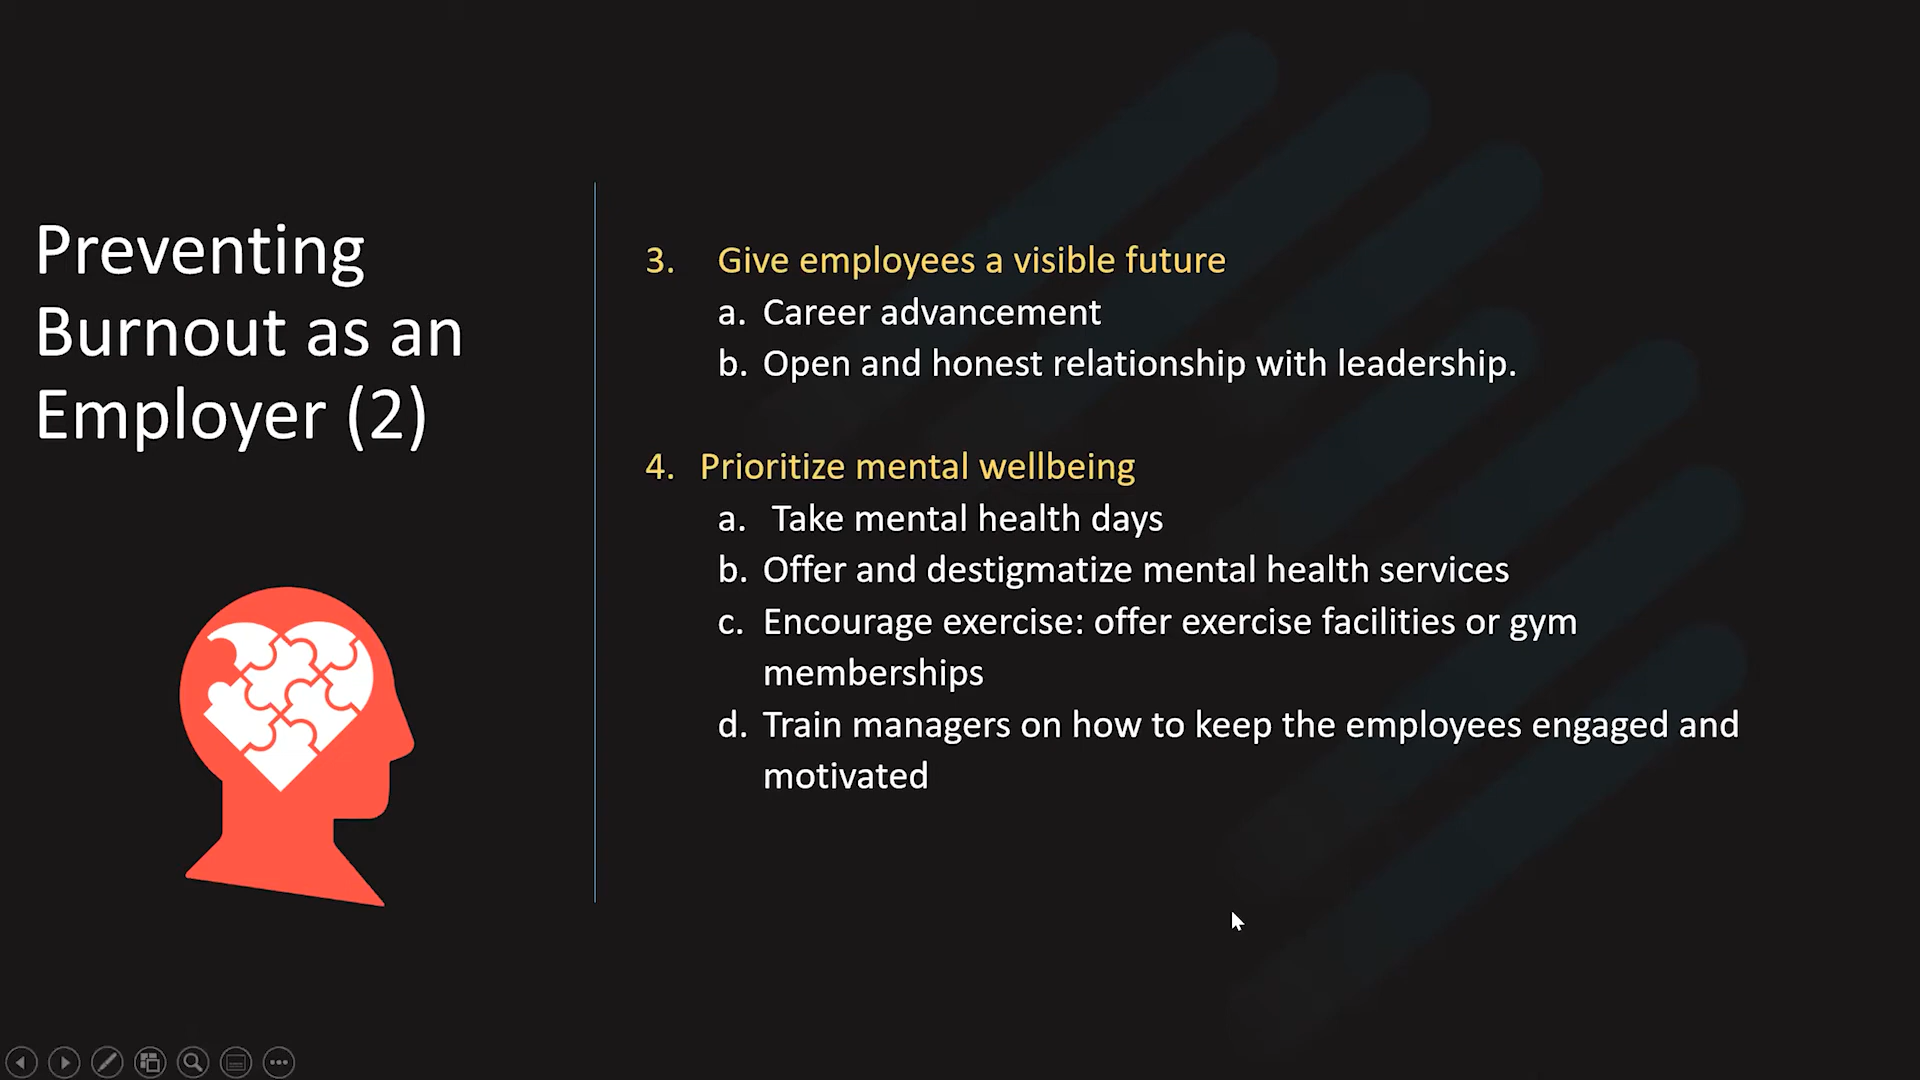 Preventing
Burnout as an
Employer (2)
3. Give employees a visible future
a. Career advancement
b. Open and honest relationship with leadership.
4. Prioritize mental wellbeing
a. Take mental health days
b. Offer and destigmatize mental health services
c. Encourage exercise: offer exercise facilities or gym
memberships
d. Train managers on how to keep the employees engaged and
motivated